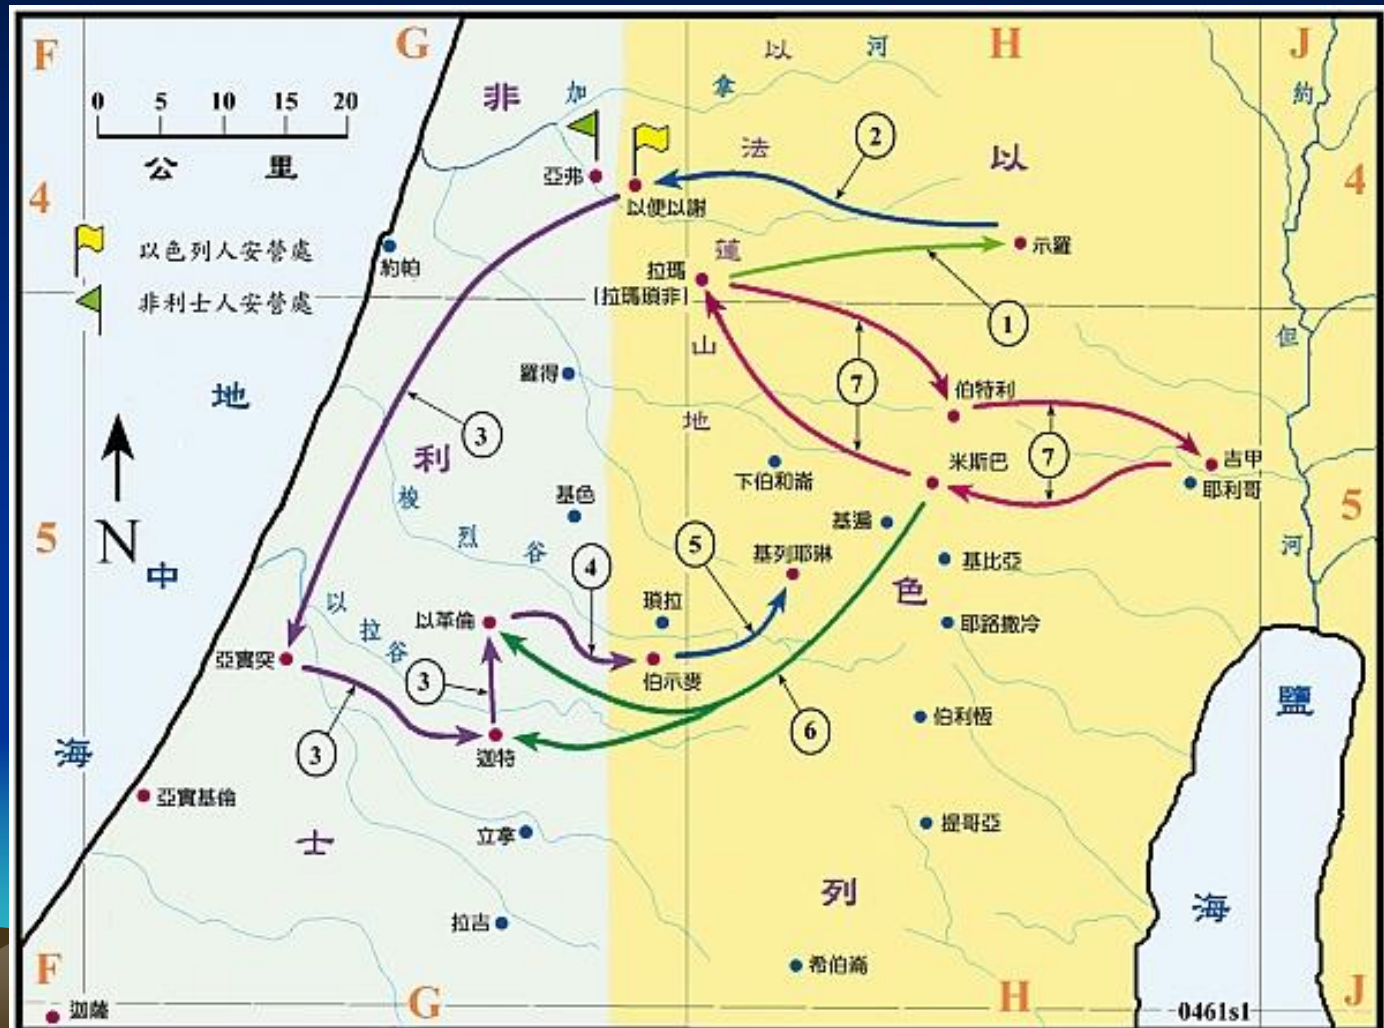 F
G
H
J
以 河
拿
加
非
約
0 5 10 15 20
公 里
法
2
以
4
4
亞弗
以便以謝
以色列人安營處
約帕
示羅
蓮
拉瑪
(拉瑪瑣非)
非利士人安營處
1
但
山
羅得
7
伯特利
地
地
3
利
米斯巴
7
吉甲
下伯和崙
耶利哥
梭
基色
5
5
基遍
烈
谷
5
河
N
中
4
基列耶琳
基比亞
色
以
瑣拉
拉
以革倫
耶路撒冷
谷
亞實突
伯示麥
3
鹽
伯利恆
6
海
3
迦特
亞實基倫
提哥亞
立拿
士
列
海
拉吉
希伯崙
F
G
H
J
迦薩
0461s1